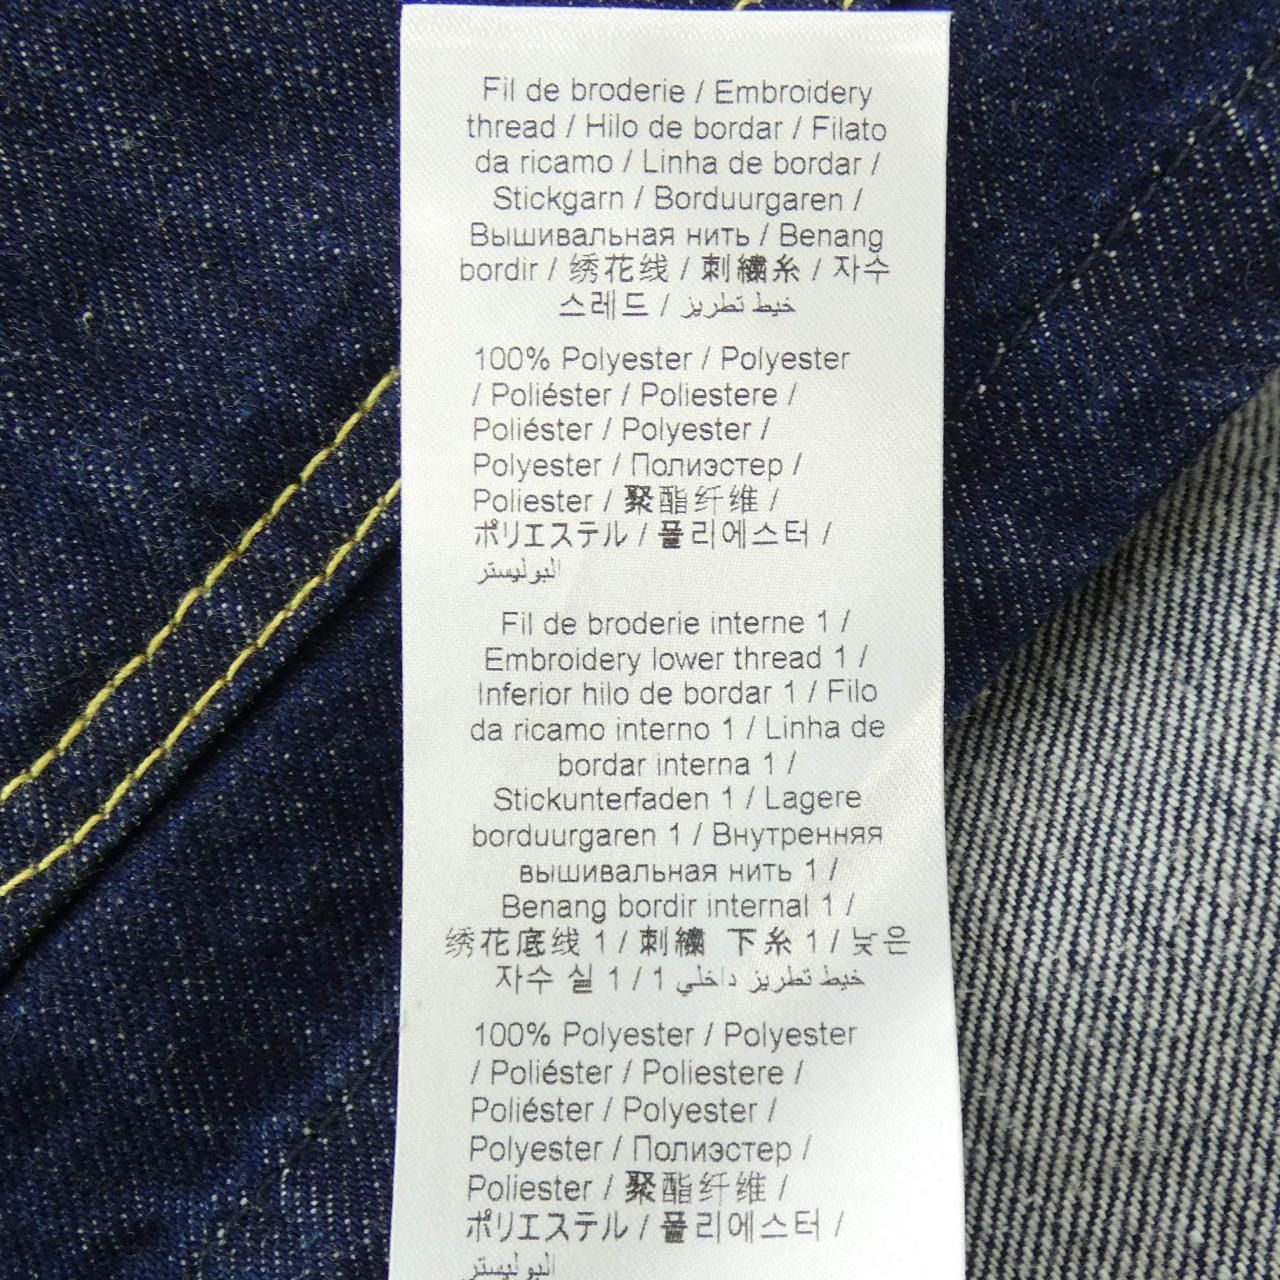 Fil de broderie / Embroidery
thread / Hilo de bordar / Filato
da ricamo / Linha de bordar /
Stickgarn / Borduurgaren /
Вышивальная нить / Benang
bordir / 绣花线 / 刺繍糸 / 자수
스레드 / خيط تطريز
100% Polyester / Polyester
/ Poliéster / Poliestere /
Poliéster / Polyester /
Polyester / Полиэстер /
Poliester / 聚酯纤维 /
ポリエステル / 폴리에스터 /
البوليستر
Fil de broderie interne 1 /
Embroidery lower thread 1 /
Inferior hilo de bordar 1 / Filo
da ricamo interno 1 / Linha de
bordar interna 1 /
Stickunterfaden 1 / Lagere
borduurgaren 1 / Внутренняя
вышивальная нить 1 /
Benang bordir internal 1 /
绣花底线 1 / 刺繍 下糸 1 / 낮은
자수 실 1 / خيط تطريز داخلي 1
100% Polyester / Polyester
/ Poliéster / Poliestere /
Poliéster / Polyester /
Polyester / Полиэстер /
Poliester / 聚酯纤维 /
ポリエステル / 폴리에스터 /
البوليستر